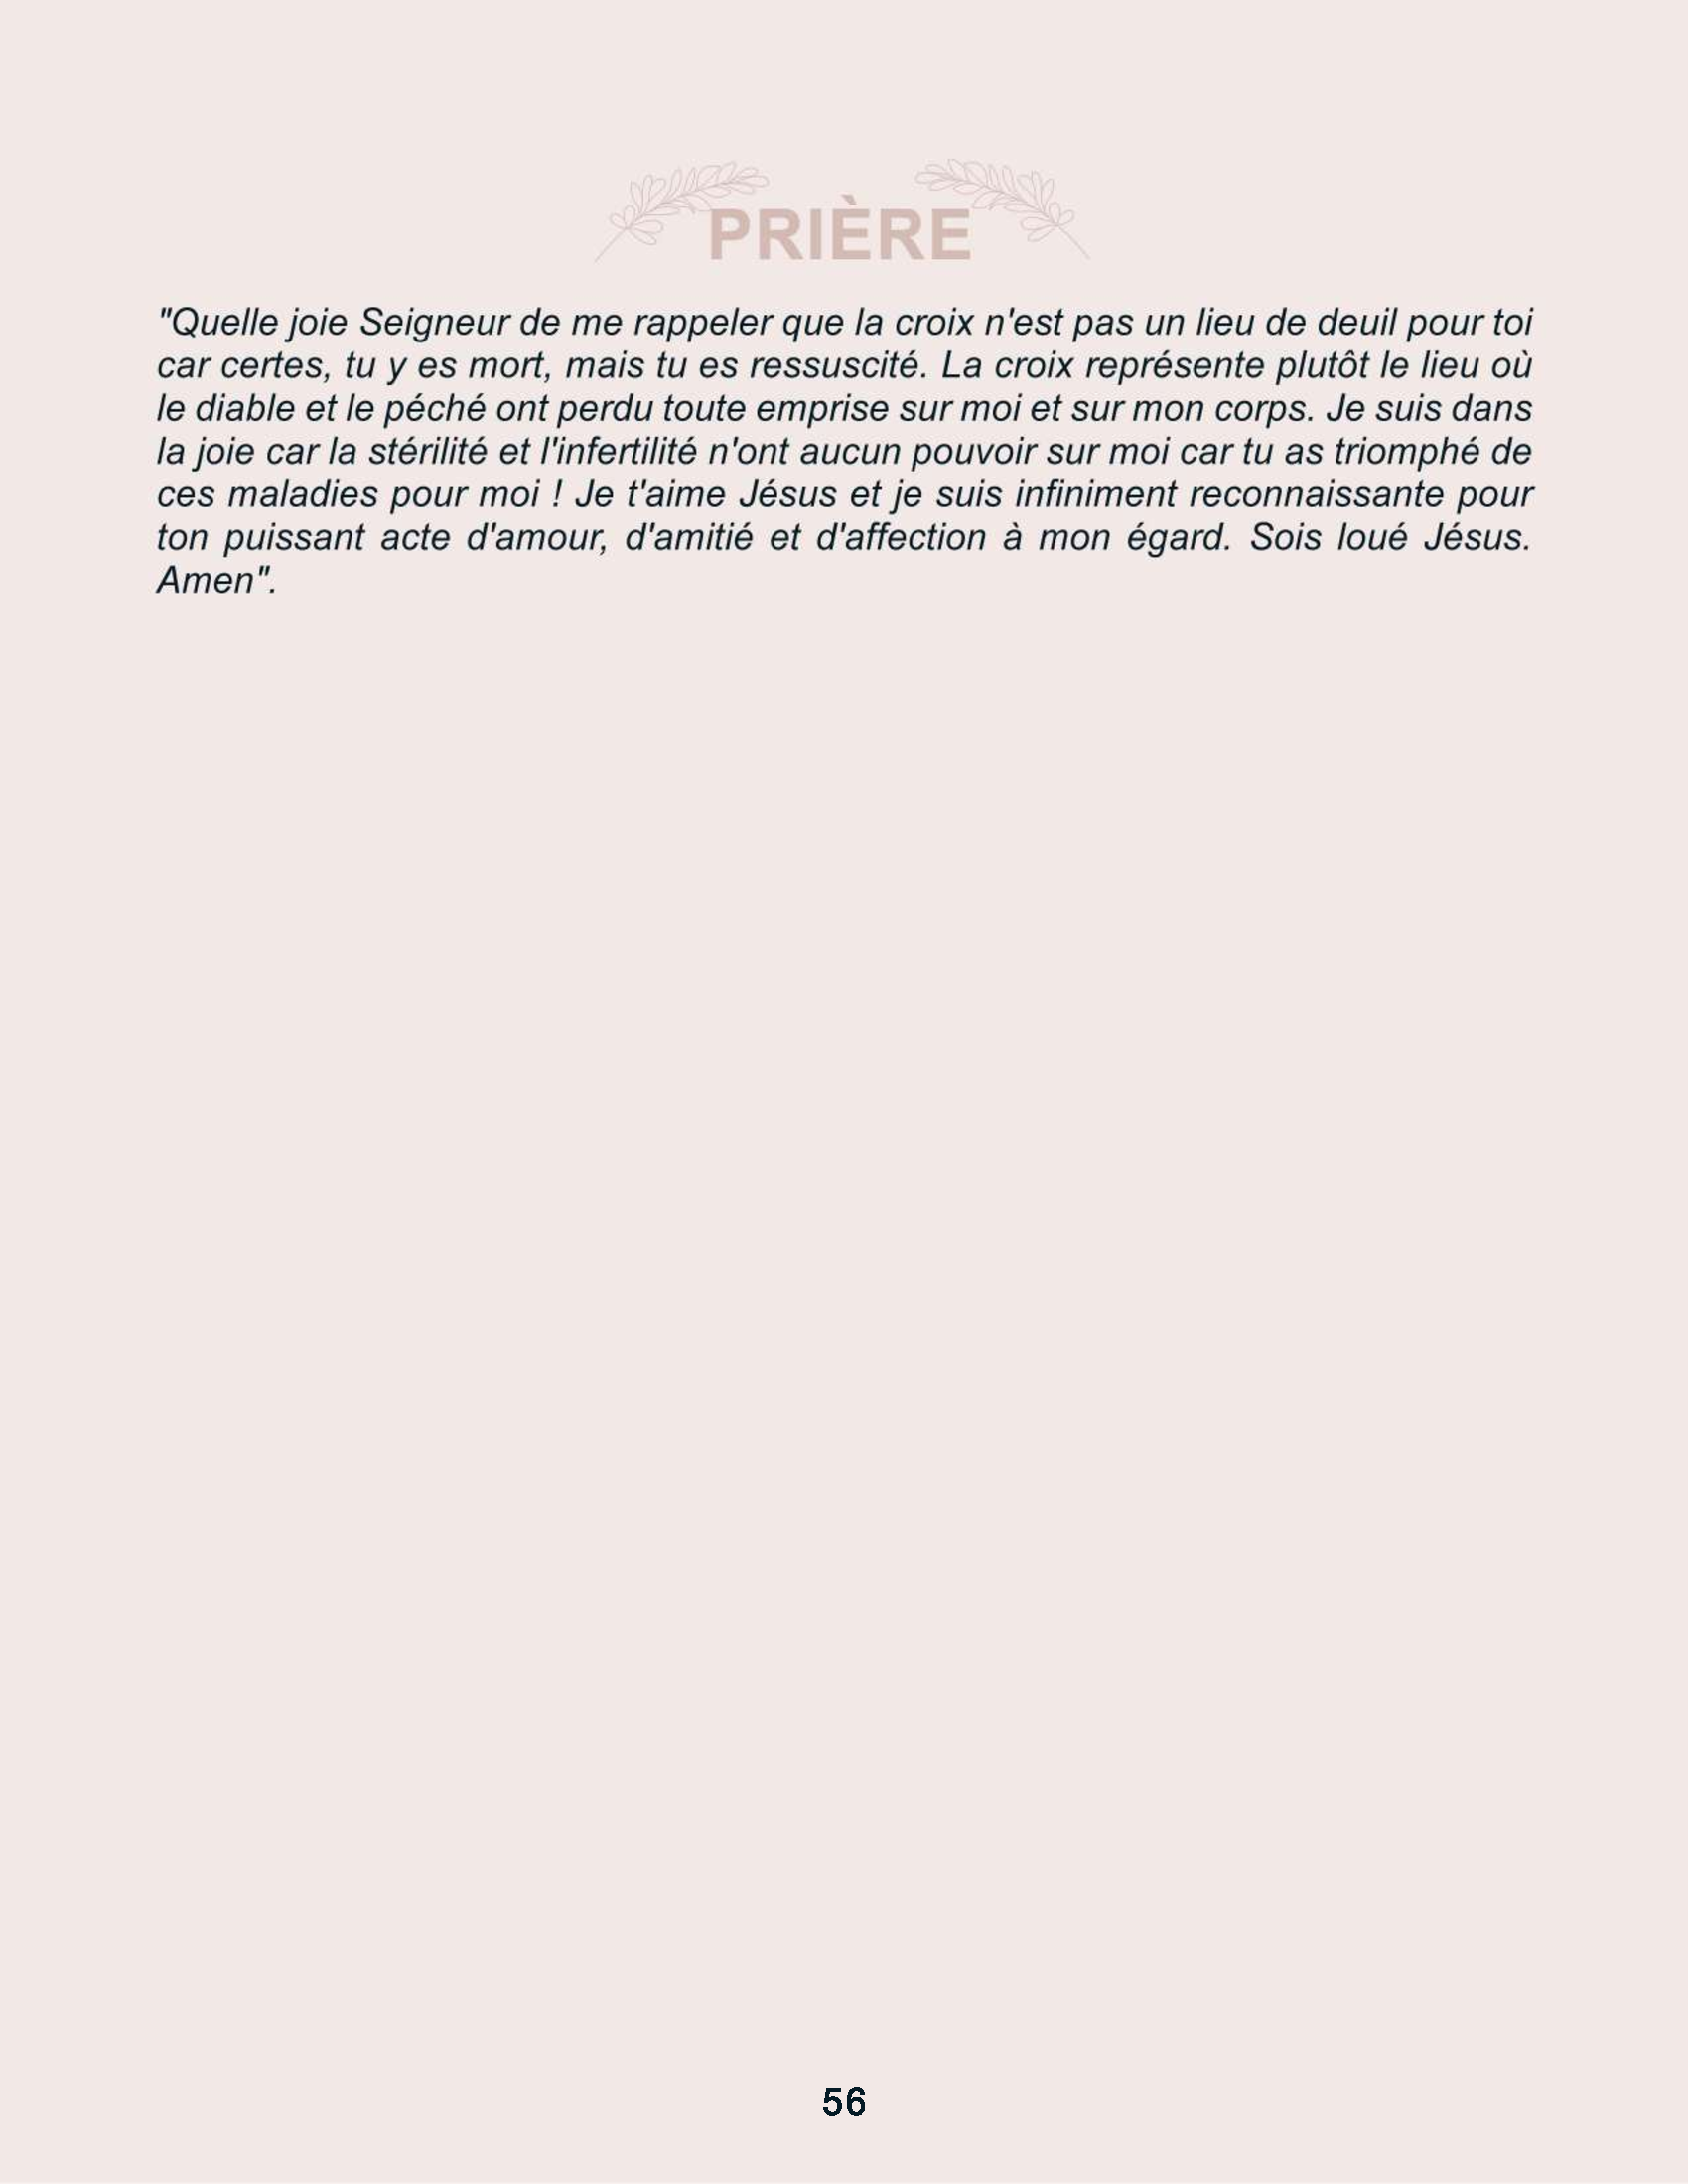 PRIÈRE
"Quelle joie Seigneur de me rappeler que la croix n'est pas un lieu de deuil pour toi
car certes, tu y es mort, mais tu es ressuscité. La croix représente plutôt le lieu où
le diable et le péché ont perdu toute emprise sur moi et sur mon corps. Je suis dans
la joie car la stérilité et l'infertilité n'ont aucun pouvoir sur moi car tu as triomphé de
ces maladies pour moi ! Je t'aime Jésus et je suis infiniment reconnaissante pour
ton puissant acte d'amour, d'amitié et d'affection à mon égard. Sois loué Jésus.
Amen".
56